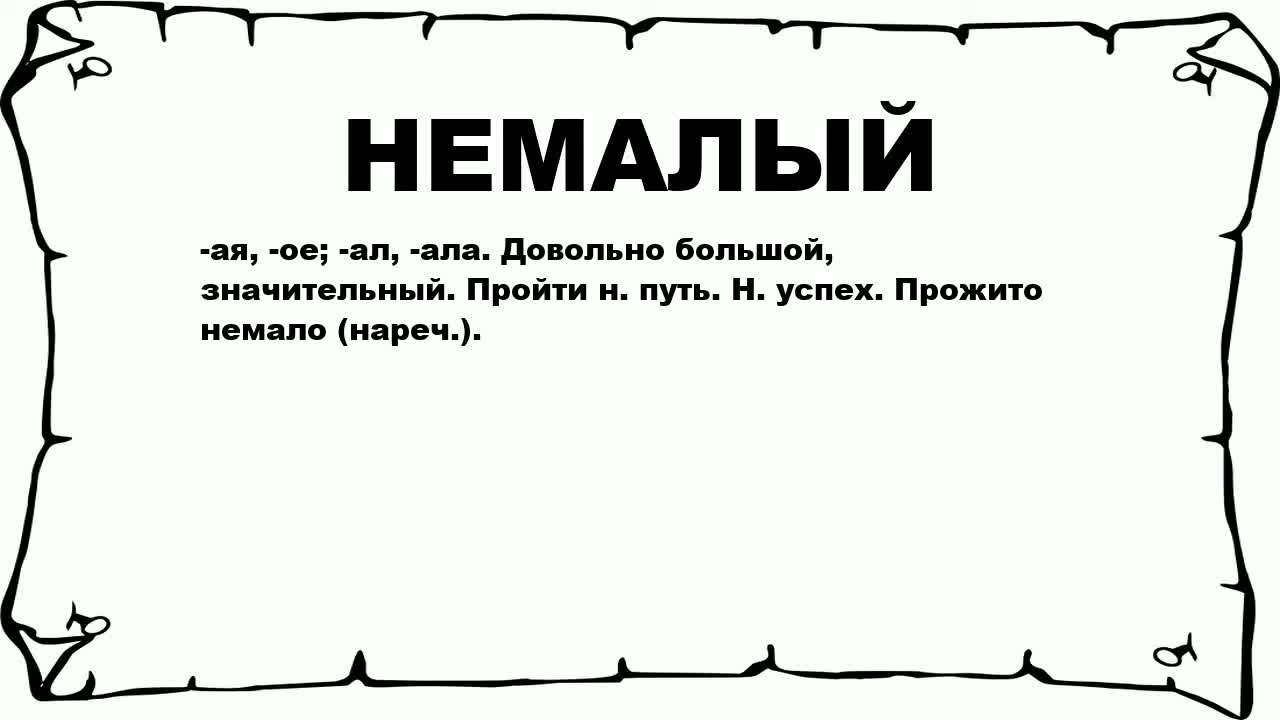 НЕМАЛЫЙ
-ая, -ое; -ал, -ала. Довольно большой,
значительный. Пройти н. путь. Н. успех. Прожито
немало (нареч.).